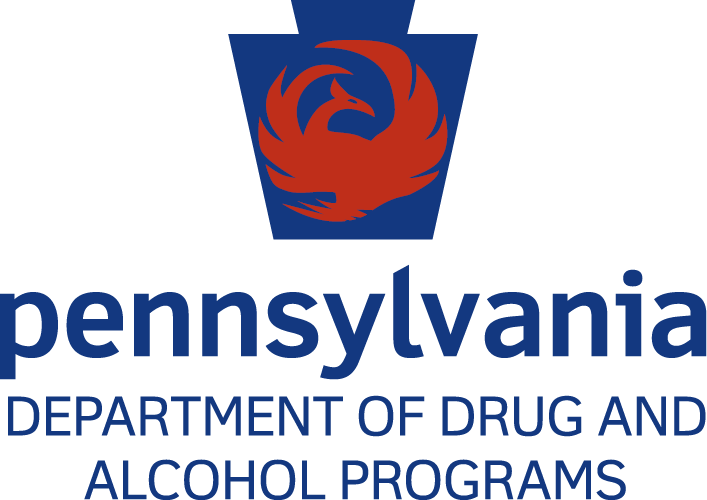 pennsylvania
DEPARTMENT OF DRUG AND
ALCOHOL PROGRAMS